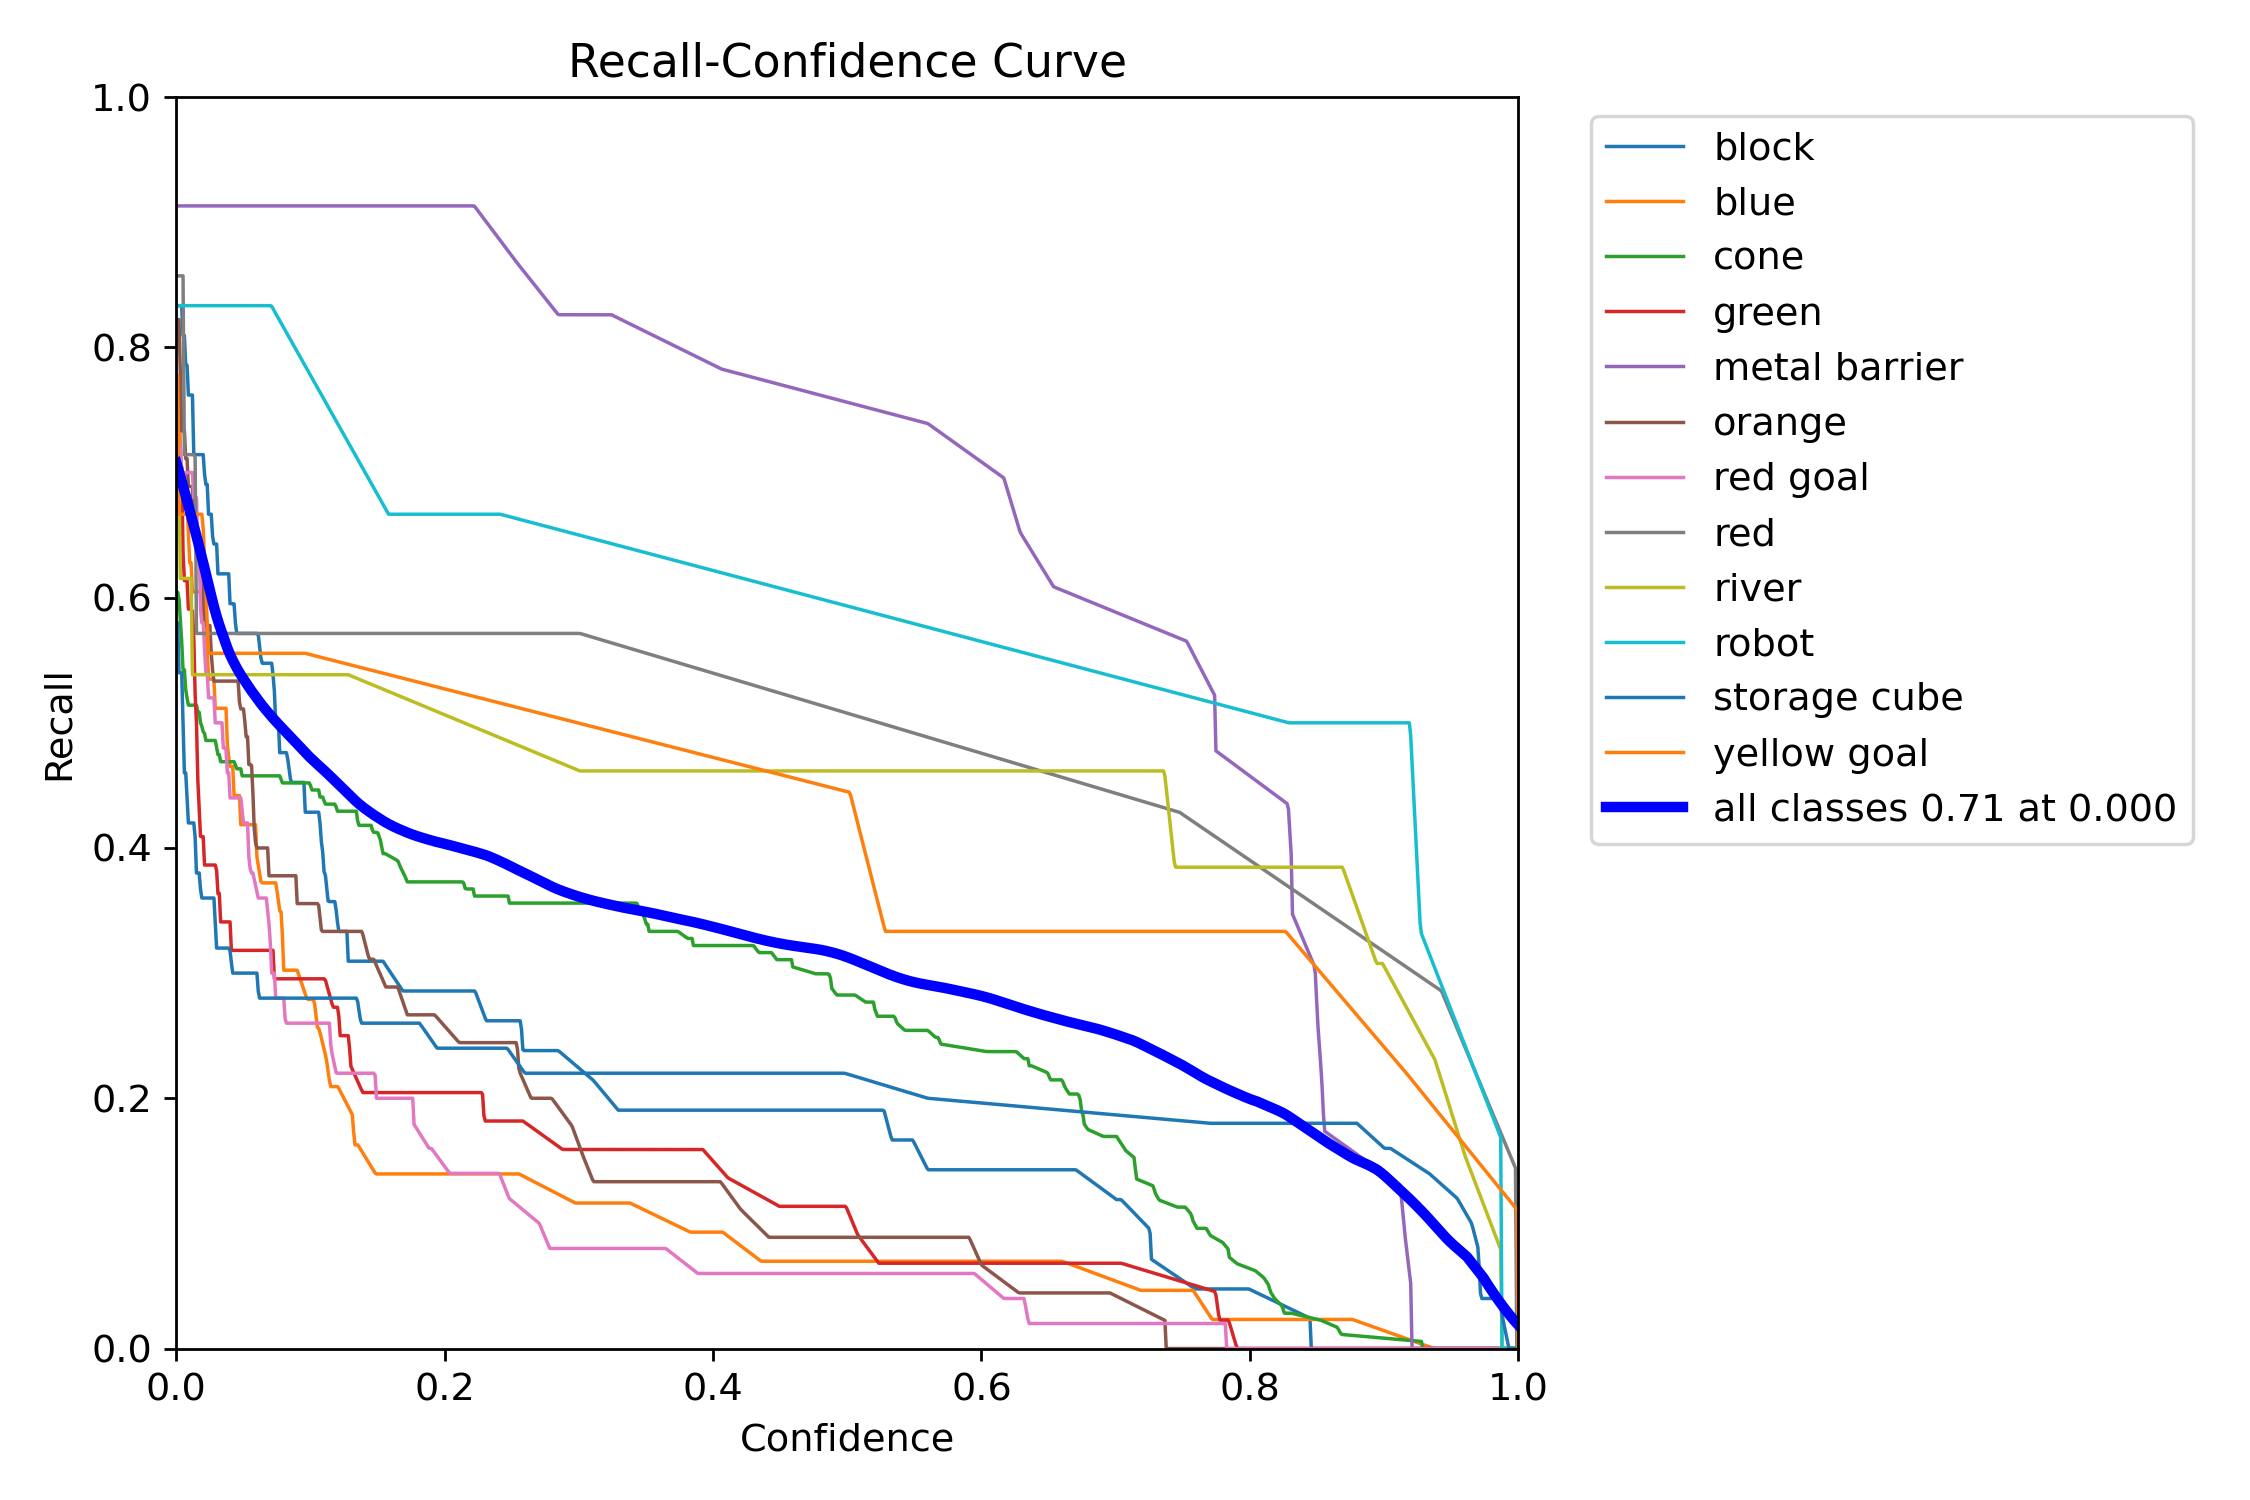 Recall-Confidence Curve
1.0
0.8
0.6
0.4
0.2
0.0
Recall
0.0 0.2 0.4 0.6 0.8 1.0
Confidence
block
blue
cone
green
metal barrier
orange
red goal
red
river
robot
storage cube
yellow goal
all classes 0.71 at 0.000